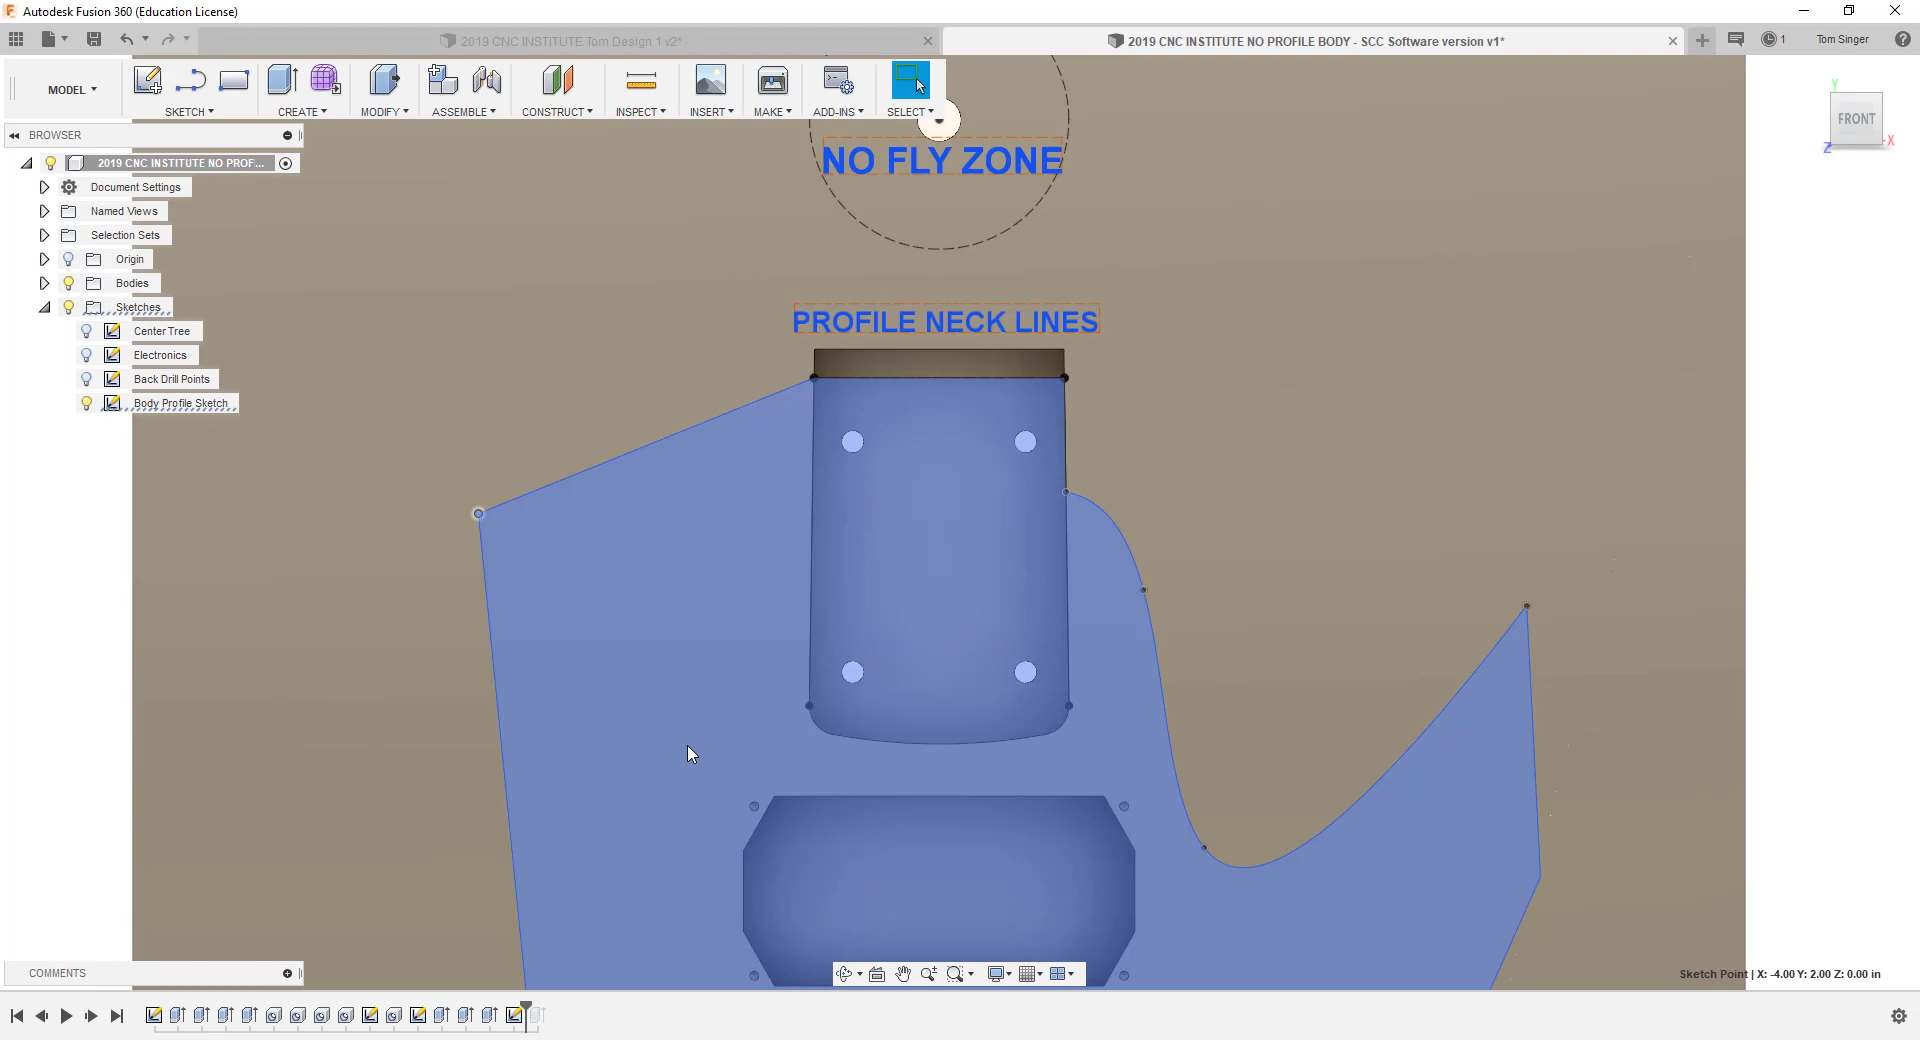 Autodesk Fusion 360 (Education License)
2019 CNC INSTITUTE Tom Design 1 v2*
2019 CNC INSTITUTE NO PROFILE BODY - SCC Software version v1*
1
Tom Singer
MODEL
SKETCH
CREATE
MODIFY
ASSEMBLE
CONSTRUCT
INSPECT
INSERT
MAKE
ADD-INS
SELECT
BROWSER
2019 CNC INSTITUTE NO PROF...
Document Settings
Named Views
Selection Sets
Origin
Bodies
Sketches
Center Tree
Electronics
Back Drill Points
Body Profile Sketch
NO FLY ZONE
PROFILE NECK LINES
Y
FRONT
X
Z
COMMENTS
Sketch Point | X: -4.00 Y: 2.00 Z: 0.00 in